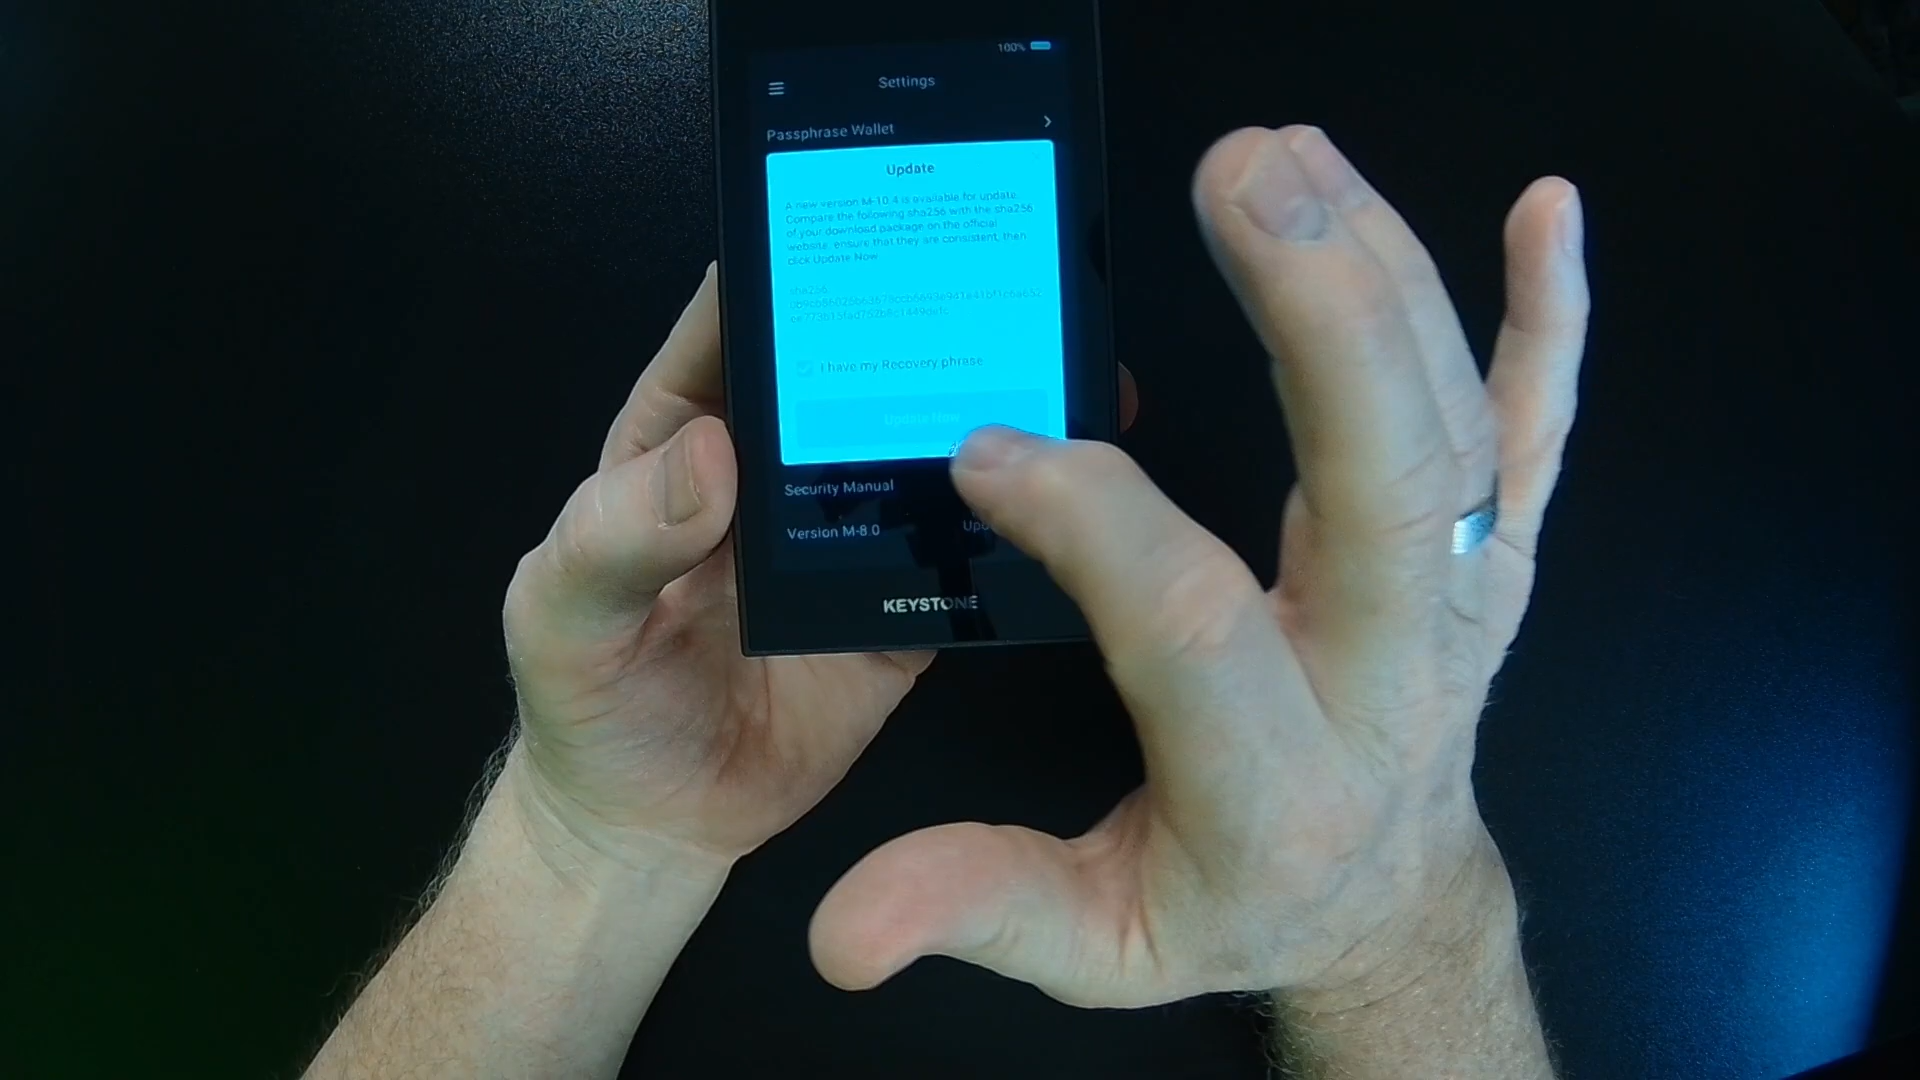 100%
Settings
Passphrase Wallet
Update
A new version M-10.4 is available for update.
Compare the following sha256 with the sha256
of your download package on the official
website, ensure that they are consistent, then
click Update Now
sha256:
I have my Recovery phrase
Update Now
Security Manual
Version M-8.0
KEYSTONE